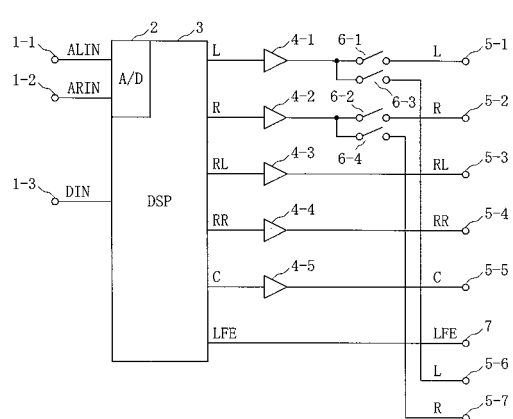 2 3 4-1 6-1
1-1 ALIN L L 5-1
A/D
1-2 ARIN 4-2 6-2 6-3 5-2
R R
6-4
4-3 5-3
RL RL
1-3 DIN DSP
4-4 5-4
RR RR
4-5 5-5
C C
LFE LFE 7
L 5-6
R 5-7